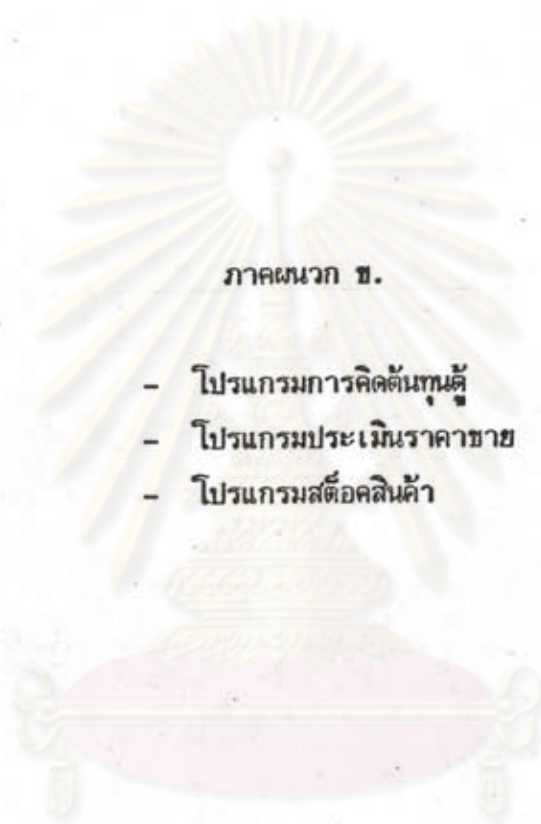 ภาคผนวก ข.
- โปรแกรมการคิดต้นทุนตู้
- โปรแกรมประเมินราคาขาย
- โปรแกรมสต็อคสินค้า